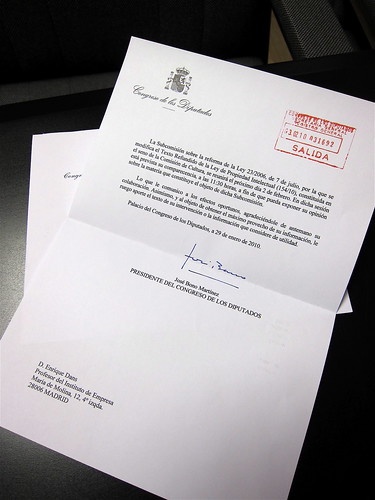 Congreso de los Diputados
SALIDA
La Subcomisión sobre la reforma de la Ley 23/2006, de 7 de julio, por la que se
modifica el Texto Refundido de la Ley de Propiedad Intelectual (154/10), constituida en
el seno de la Comisión de Cultura, se reunirá el próximo día 2 de febrero. En dicha sesión
está prevista su comparecencia, a las 11:30 horas, a fin de que pueda exponer su opinión
sobre la materia que constituye el objeto de dicha Subcomisión.
Lo que le comunico a los efectos oportunos, agradeciéndole de antemano su
colaboración. Asimismo, y al objeto de obtener el máximo provecho de su información, le
ruego aporte el texto de su intervención o la información que considere de utilidad.
Palacio del Congreso de los Diputados, a 29 de enero de 2010.
José Bono Martínez
PRESIDENTE DEL CONGRESO DE LOS DIPUTADOS
D. Enrique Dans
Profesor del Instituto de Empresa
María de Molina, 12, 4º izqda.
28006 MADRID
Congr